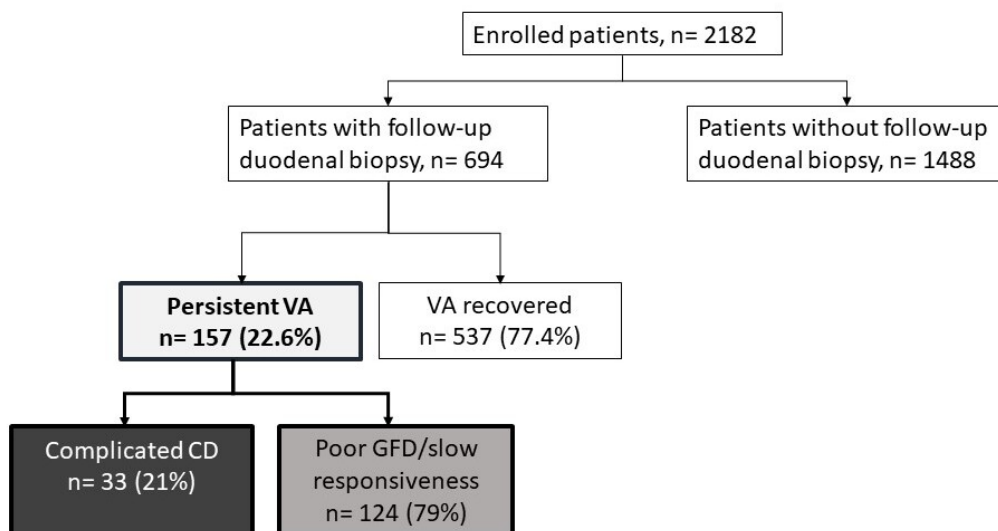 Enrolled patients, n= 2182
Patients with follow-up
duodenal biopsy, n= 694
Patients without follow-up
duodenal biopsy, n= 1488
Persistent VA
n= 157 (22.6%)
VA recovered
n= 537 (77.4%)
Complicated CD
n= 33 (21%)
Poor GFD/slow
responsiveness
n= 124 (79%)